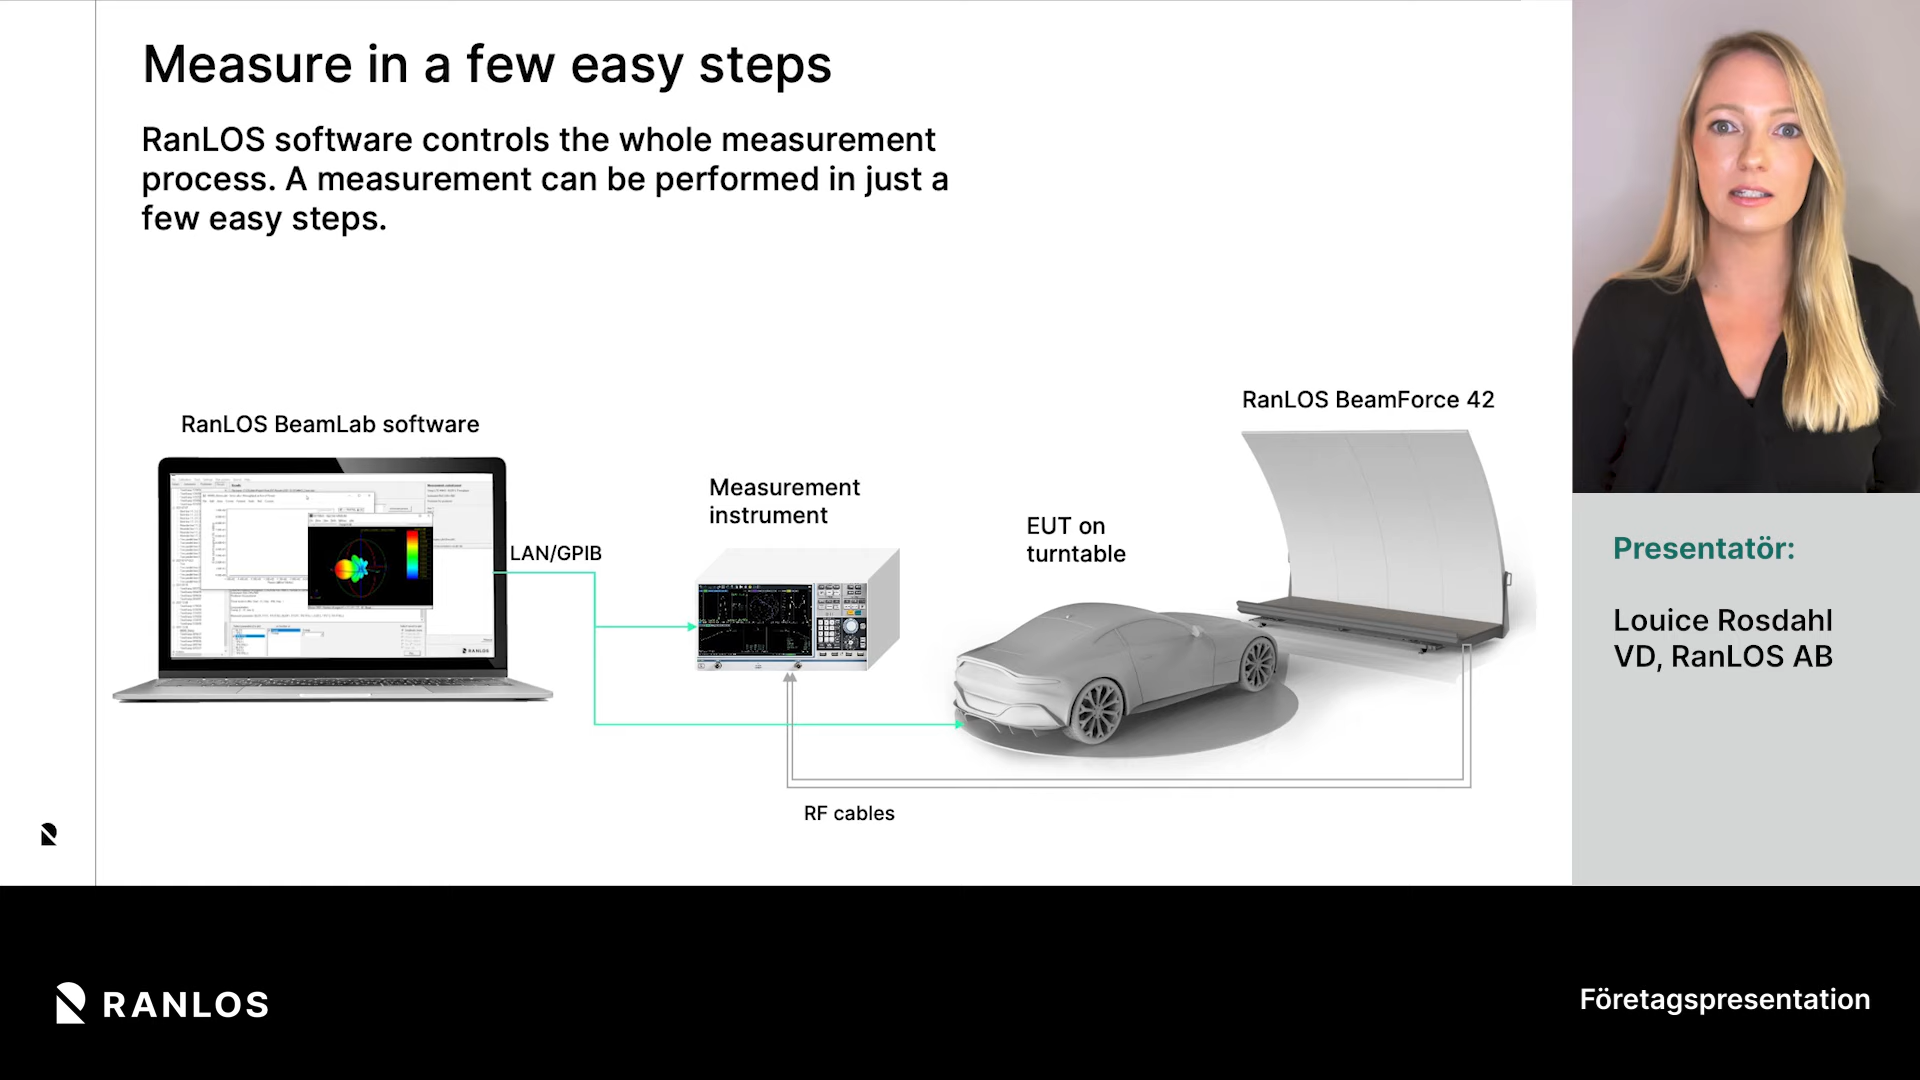 Measure in a few easy steps
RanLOS software controls the whole measurement
process. A measurement can be performed in just a
few easy steps.
RanLOS BeamForce 42
RanLOS BeamLab software
Measurement
instrument
EUT on
turntable
LAN/GPIB
RANLOS
RF cables
Presentatör:
Louice Rosdahl
VD, RanLOS AB
RANLOS
Företagspresentation